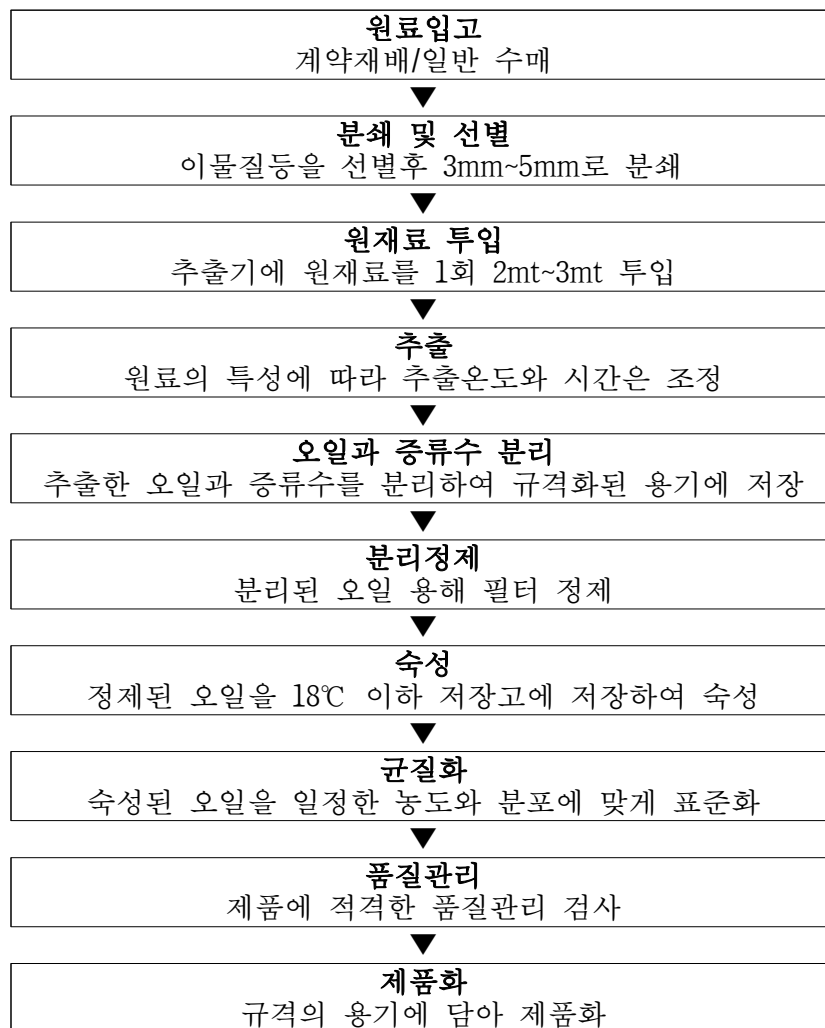 원료입고
계약재배/일반 수매
▼
분쇄 및 선별
이물질등을 선별후 3mm~5mm로 분쇄
▼
원재료 투입
추출기에 원재료를 1회 2mt~3mt 투입
▼
추출
원료의 특성에 따라 추출온도와 시간은 조정
▼
오일과 증류수 분리
추출한 오일과 증류수를 분리하여 규격화된 용기에 저장
▼
분리정제
분리된 오일 용해 필터 정제
▼
숙성
정제된 오일을 18℃ 이하 저장고에 저장하여 숙성
▼
균질화
숙성된 오일을 일정한 농도와 분포에 맞게 표준화
▼
품질관리
제품에 적격한 품질관리 검사
▼
제품화
규격의 용기에 담아 제품화